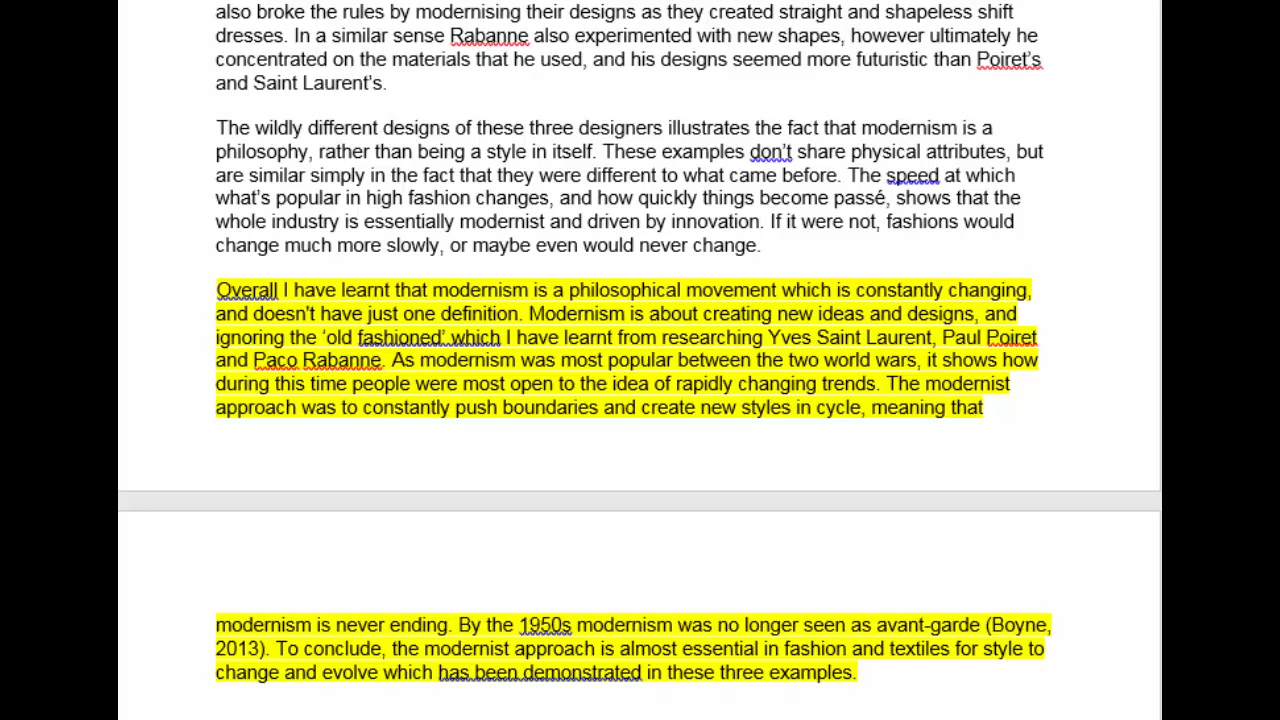 also broke the rules by modernising their designs as they created straight and shapeless shift
dresses. In a similar sense Rabanne also experimented with new shapes, however ultimately he
concentrated on the materials that he used, and his designs seemed more futuristic than Poiret’s
and Saint Laurent’s.
The wildly different designs of these three designers illustrates the fact that modernism is a
philosophy, rather than being a style in itself. These examples don’t share physical attributes, but
are similar simply in the fact that they were different to what came before. The speed at which
what’s popular in high fashion changes, and how quickly things become passé, shows that the
whole industry is essentially modernist and driven by innovation. If it were not, fashions would
change much more slowly, or maybe even would never change.
Overall I have learnt that modernism is a philosophical movement which is constantly changing,
and doesn't have just one definition. Modernism is about creating new ideas and designs, and
ignoring the ‘old fashioned’ which I have learnt from researching Yves Saint Laurent, Paul Poiret
and Paco Rabanne. As modernism was most popular between the two world wars, it shows how
during this time people were most open to the idea of rapidly changing trends. The modernist
approach was to constantly push boundaries and create new styles in cycle, meaning that
modernism is never ending. By the 1950s modernism was no longer seen as avant-garde (Boyne,
2013). To conclude, the modernist approach is almost essential in fashion and textiles for style to
change and evolve which has been demonstrated in these three examples.